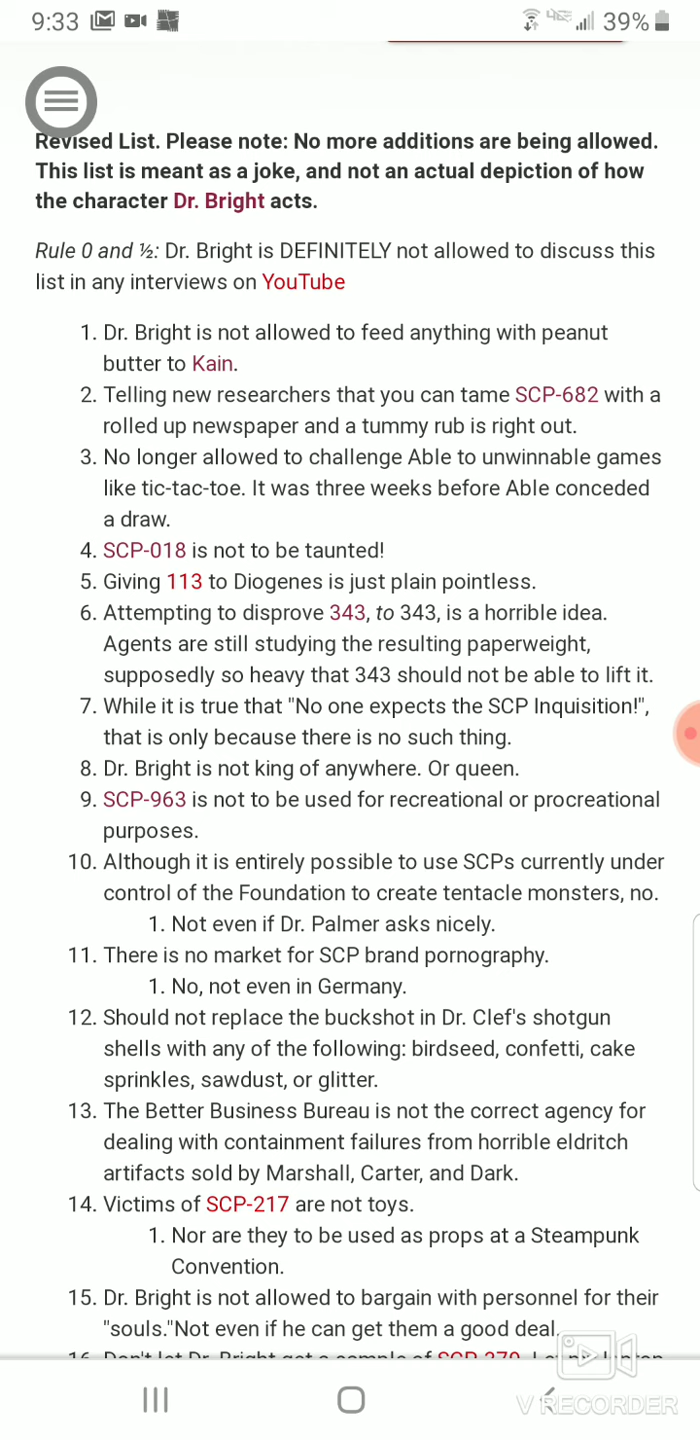 9:33
39%
Revised List. Please note: No more additions are being allowed.
This list is meant as a joke, and not an actual depiction of how
the character Dr. Bright acts.
Rule 0 and ½: Dr. Bright is DEFINITELY not allowed to discuss this
list in any interviews on YouTube
1. Dr. Bright is not allowed to feed anything with peanut
butter to Kain.
2. Telling new researchers that you can tame SCP-682 with a
rolled up newspaper and a tummy rub is right out.
3. No longer allowed to challenge Able to unwinnable games
like tic-tac-toe. It was three weeks before Able conceded
a draw.
4. SCP-018 is not to be taunted!
5. Giving 113 to Diogenes is just plain pointless.
6. Attempting to disprove 343, to 343, is a horrible idea.
Agents are still studying the resulting paperweight,
supposedly so heavy that 343 should not be able to lift it.
7. While it is true that "No one expects the SCP Inquisition!",
that is only because there is no such thing.
8. Dr. Bright is not king of anywhere. Or queen.
9. SCP-963 is not to be used for recreational or procreational
purposes.
10. Although it is entirely possible to use SCPs currently under
control of the Foundation to create tentacle monsters, no.
1. Not even if Dr. Palmer asks nicely.
11. There is no market for SCP brand pornography.
1. No, not even in Germany.
12. Should not replace the buckshot in Dr. Clef's shotgun
shells with any of the following: birdseed, confetti, cake
sprinkles, sawdust, or glitter.
13. The Better Business Bureau is not the correct agency for
dealing with containment failures from horrible eldritch
artifacts sold by Marshall, Carter, and Dark.
14. Victims of SCP-217 are not toys.
1. Nor are they to be used as props at a Steampunk
Convention.
15. Dr. Bright is not allowed to bargain with personnel for their
"souls."Not even if he can get them a good deal.
16. Don't let Dr. Bright get a sample of
V RECORDER